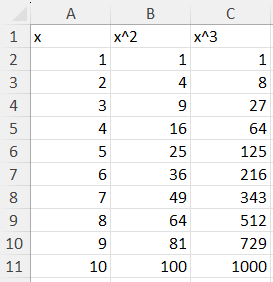 A B C
1 x x^2 x^3
2 1 1 1
3 2 4 8
4 3 9 27
5 4 16 64
6 5 25 125
7 6 36 216
8 7 49 343
9 8 64 512
10 9 81 729
11 10 100 1000